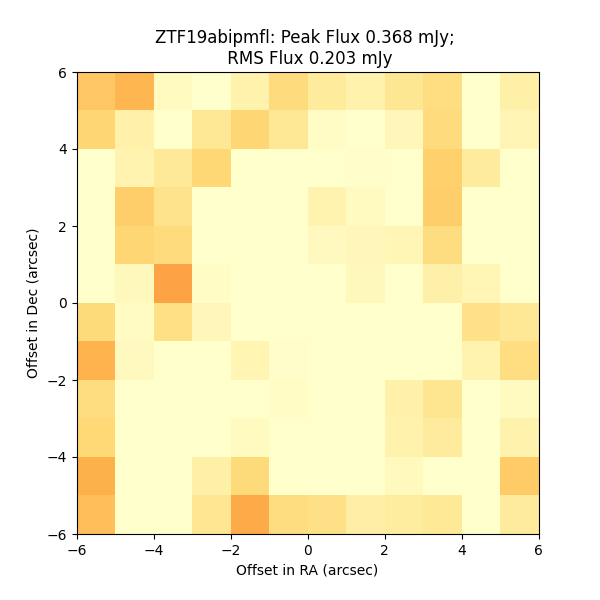 ZTF19abipmfl: Peak Flux 0.368 mJy;
RMS Flux 0.203 mJy
6
4
2
0
−2
−4
−6
Offset in Dec (arcsec)
−6 −4 −2 0 2 4 6
Offset in RA (arcsec)